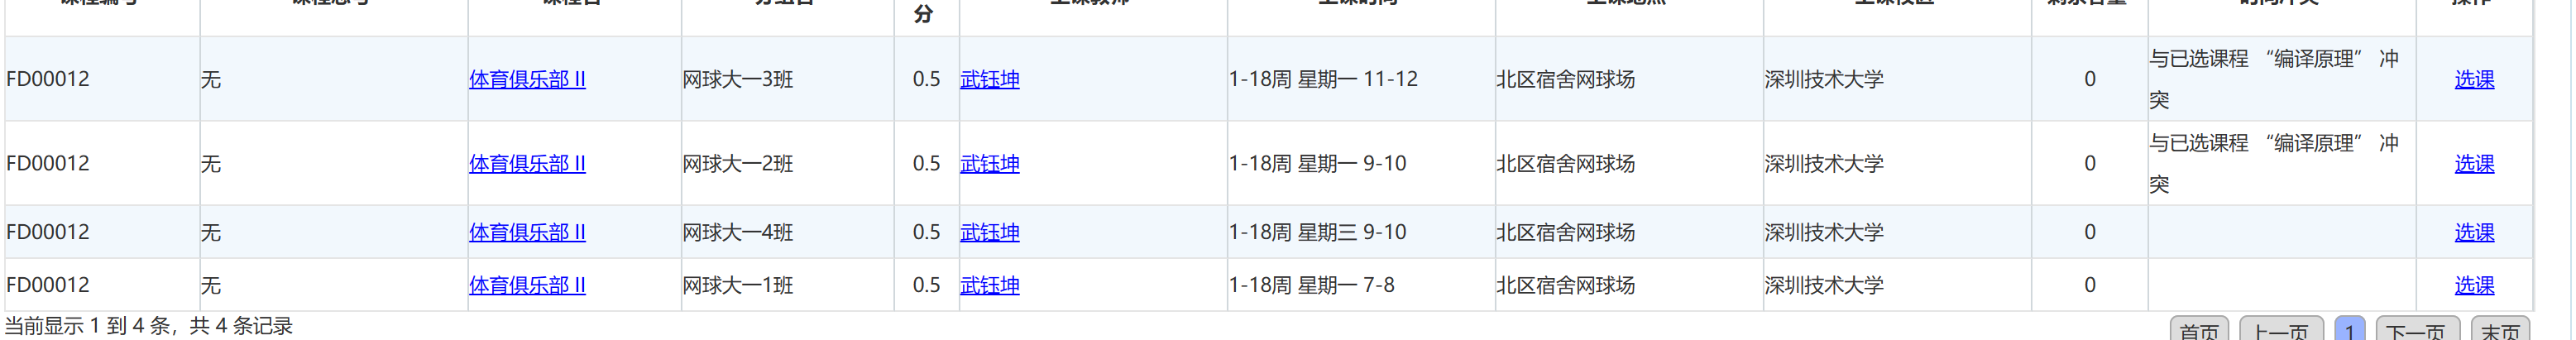 分
FD00012 无 体育俱乐部 II 网球大一3班 0.5 武钰坤 1-18周 星期一 11-12 北区宿舍网球场 深圳技术大学 0 与已选课程 “编译原理” 冲突 选课
FD00012 无 体育俱乐部 II 网球大一2班 0.5 武钰坤 1-18周 星期一 9-10 北区宿舍网球场 深圳技术大学 0 与已选课程 “编译原理” 冲突 选课
FD00012 无 体育俱乐部 II 网球大一4班 0.5 武钰坤 1-18周 星期三 9-10 北区宿舍网球场 深圳技术大学 0 选课
FD00012 无 体育俱乐部 II 网球大一1班 0.5 武钰坤 1-18周 星期一 7-8 北区宿舍网球场 深圳技术大学 0 选课
当前显示 1 到 4 条，共 4 条记录
首页 上一页 1 下一页 末页